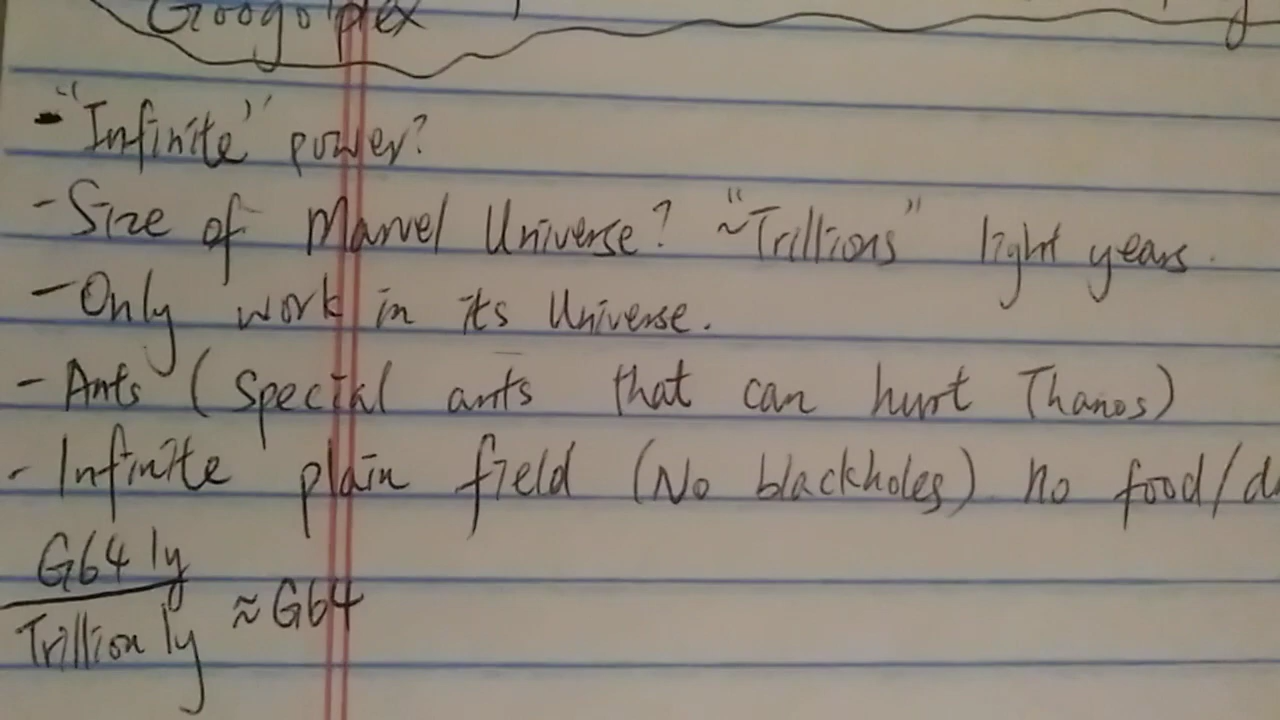 Googolplex
- "Infinite" power?
- Size of Marvel Universe? ~"Trillions" light years.
- Only work in its Universe.
- Ants (Special ants that can hurt Thanos)
- Infinite plain field (No blackholes) no food/d
G64 ly
Trillion ly
≈ G64